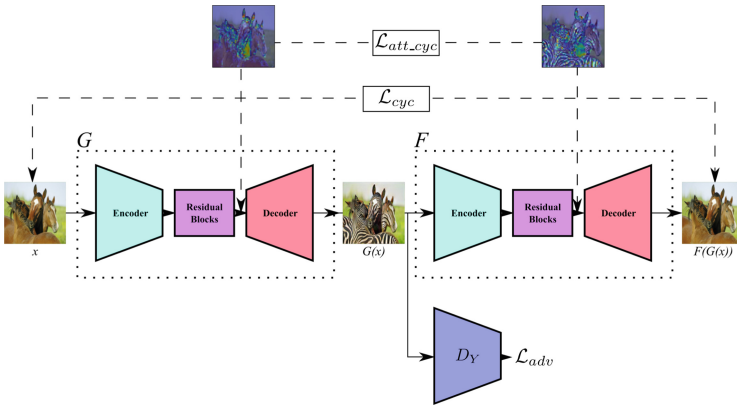 L_att_cyc
L_cyc
G
F
Encoder
Residual
Blocks
Decoder
Encoder
Residual
Blocks
Decoder
x
G(x)
F(G(x))
D_Y
L_adv